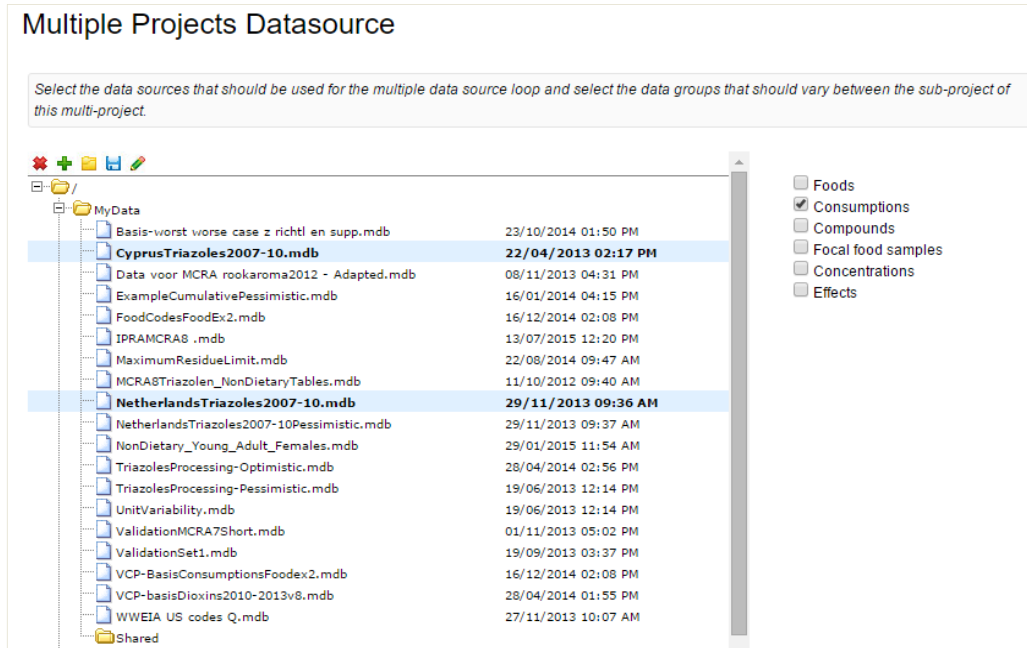 Multiple Projects Datasource
Select the data sources that should be used for the multiple data source loop and select the data groups that should vary between the sub-project of
this multi-project.
/
MyData
Basis-worst worse case z richtl en supp.mdb 23/10/2014 01:50 PM
CyprusTriazoles2007-10.mdb 22/04/2013 02:17 PM
Data voor MCRA rookaroma2012 - Adapted.mdb 08/11/2013 04:31 PM
ExampleCumulativePessimistic.mdb 16/01/2014 04:15 PM
FoodCodesFoodEx2.mdb 16/12/2014 02:08 PM
IPRAMCRA8 .mdb 13/07/2015 12:20 PM
MaximumResidueLimit.mdb 22/08/2014 09:47 AM
MCRA8Triazolen_NonDietaryTables.mdb 11/10/2012 09:40 AM
NetherlandsTriazoles2007-10.mdb 29/11/2013 09:36 AM
NetherlandsTriazoles2007-10Pessimistic.mdb 29/11/2013 09:37 AM
NonDietary_Young_Adult_Females.mdb 29/01/2015 11:54 AM
TriazolesProcessing-Optimistic.mdb 28/04/2014 02:56 PM
TriazolesProcessing-Pessimistic.mdb 19/06/2013 12:14 PM
UnitVariability.mdb 19/06/2013 12:14 PM
ValidationMCRA7Short.mdb 01/11/2013 05:02 PM
ValidationSet1.mdb 19/09/2013 03:37 PM
VCP-BasisConsumptionsFoodex2.mdb 16/12/2014 02:08 PM
VCP-basisDioxins2010-2013v8.mdb 28/04/2014 01:55 PM
WWEIA US codes Q.mdb 27/11/2013 10:07 AM
Shared
Foods
Consumptions
Compounds
Focal food samples
Concentrations
Effects